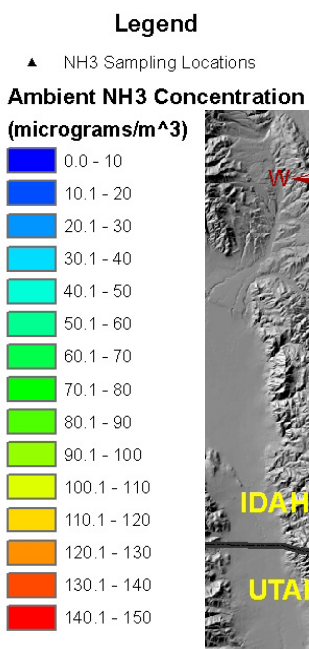 Legend
NH3 Sampling Locations
Ambient NH3 Concentration
(micrograms/m^3)
0.0 - 10
10.1 - 20
20.1 - 30
30.1 - 40
40.1 - 50
50.1 - 60
60.1 - 70
70.1 - 80
80.1 - 90
90.1 - 100
100.1 - 110
110.1 - 120
120.1 - 130
130.1 - 140
140.1 - 150
W
IDAH
UTA